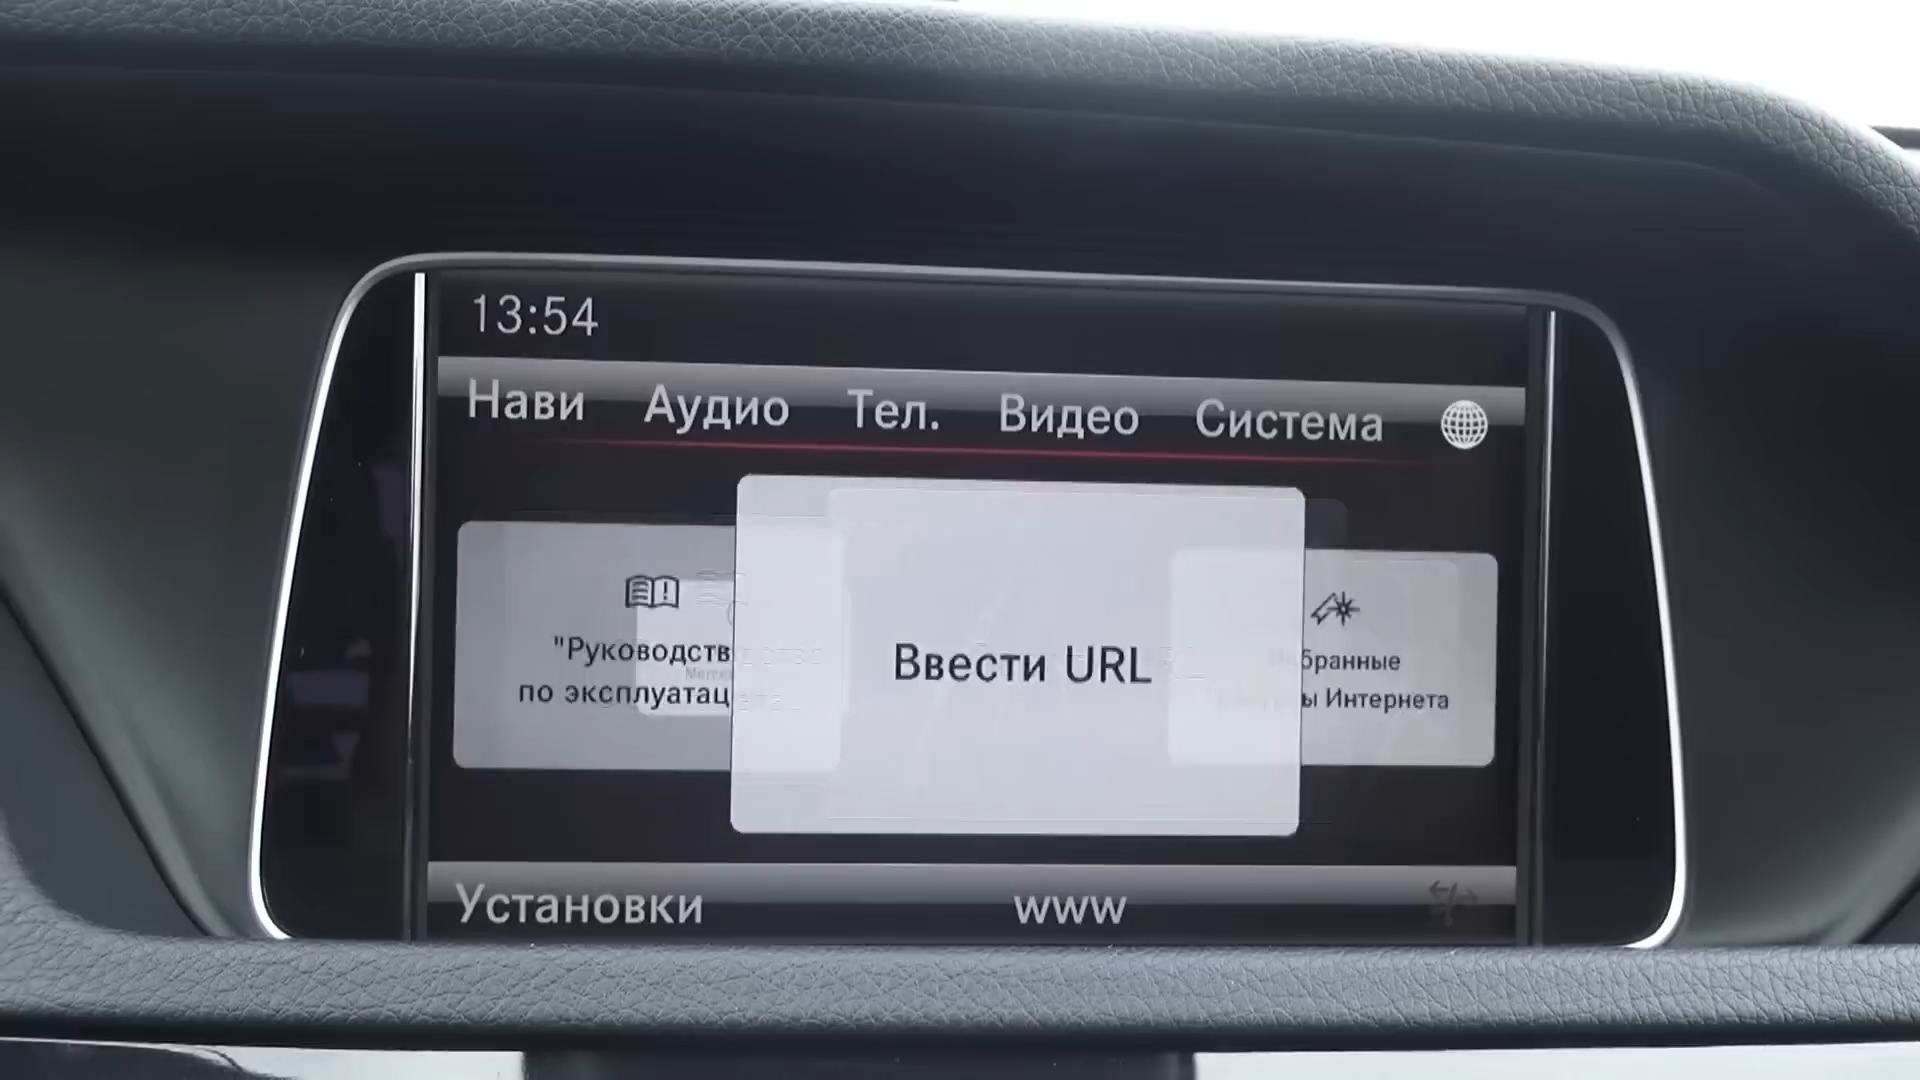 13:54
Нави Аудио Тел. Видео Система
"Руководств
по эксплуатац
Ввести URL
бранные
ы Интернета
Установки www